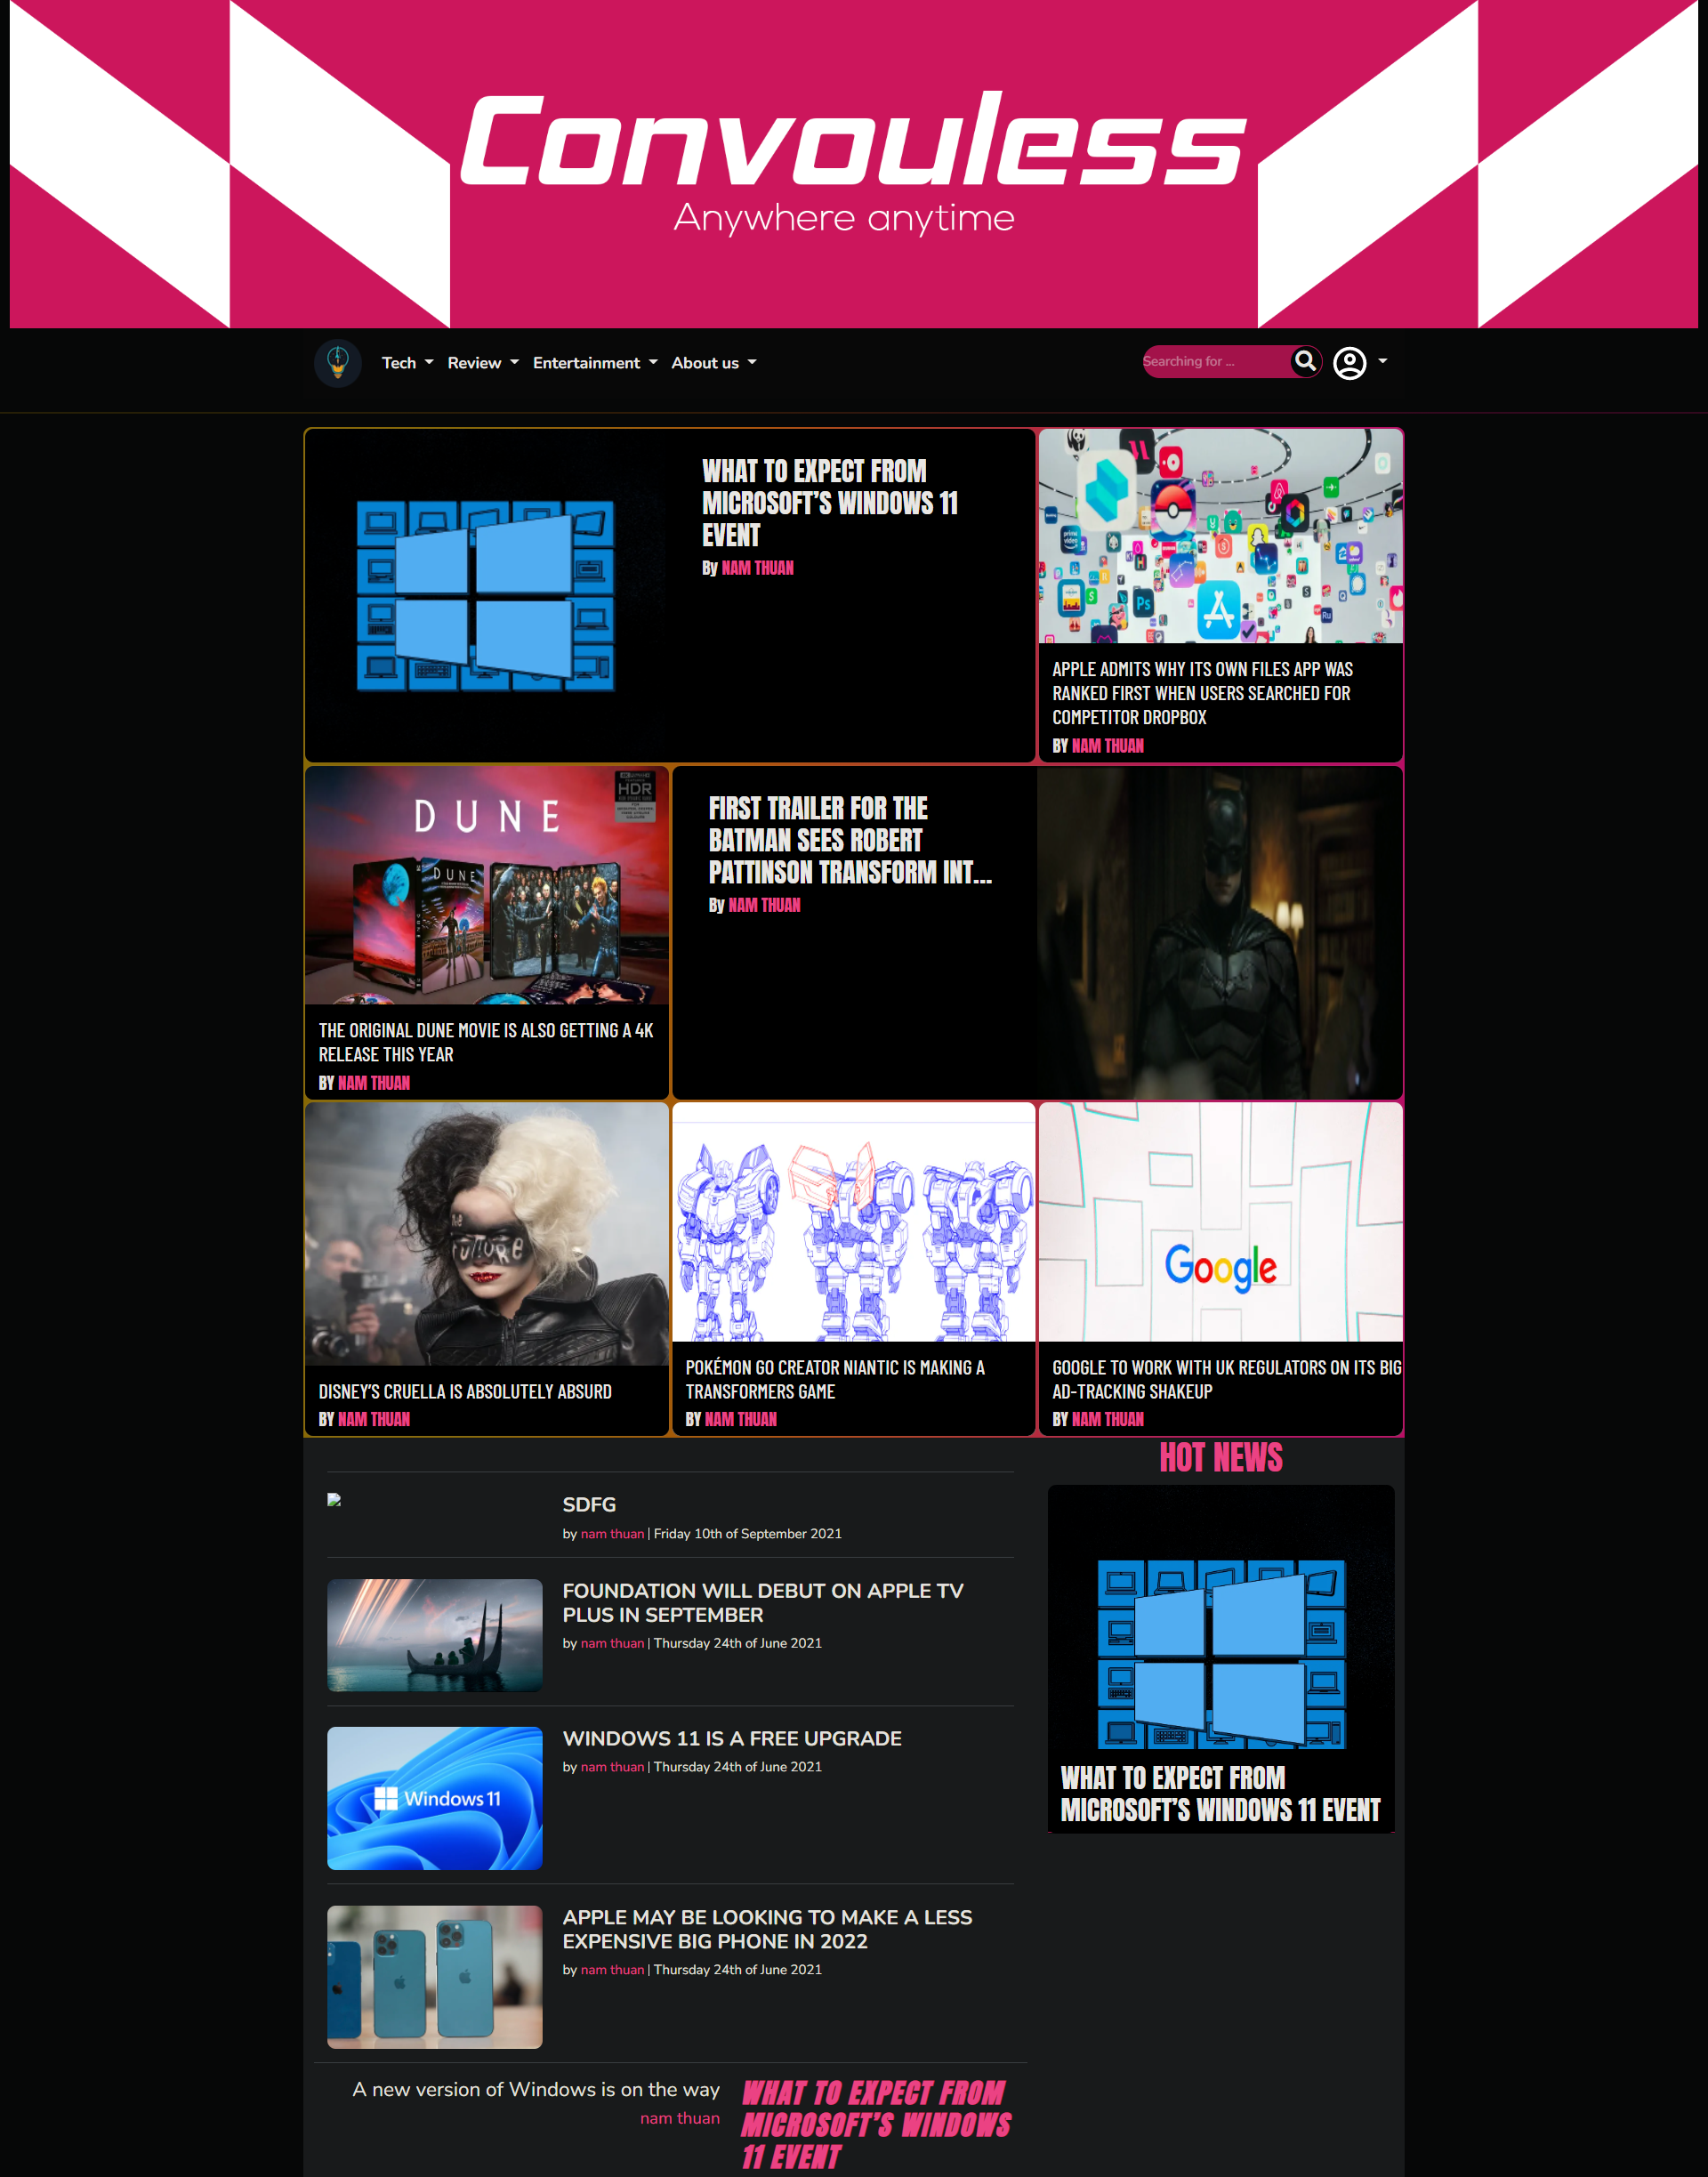 Convouless
Anywhere anytime
Tech
Review
Entertainment
About us
Searching for ...
WHAT TO EXPECT FROM
MICROSOFT’S WINDOWS 11
EVENT
By NAM THUAN
prime video
Ps
Ru
APPLE ADMITS WHY ITS OWN FILES APP WAS
RANKED FIRST WHEN USERS SEARCHED FOR
COMPETITOR DROPBOX
BY NAM THUAN
HDR
DUNE
DUNE
THE ORIGINAL DUNE MOVIE IS ALSO GETTING A 4K
RELEASE THIS YEAR
BY NAM THUAN
FIRST TRAILER FOR THE
BATMAN SEES ROBERT
PATTINSON TRANSFORM INT...
By NAM THUAN
THE
FUTURE
DISNEY’S CRUELLA IS ABSOLUTELY ABSURD
BY NAM THUAN
POKÉMON GO CREATOR NIANTIC IS MAKING A
TRANSFORMERS GAME
BY NAM THUAN
Google
GOOGLE TO WORK WITH UK REGULATORS ON ITS BIG
AD-TRACKING SHAKEUP
BY NAM THUAN
HOT NEWS
SDFG
by nam thuan | Friday 10th of September 2021
FOUNDATION WILL DEBUT ON APPLE TV
PLUS IN SEPTEMBER
by nam thuan | Thursday 24th of June 2021
Windows 11
WINDOWS 11 IS A FREE UPGRADE
by nam thuan | Thursday 24th of June 2021
WHAT TO EXPECT FROM
MICROSOFT’S WINDOWS 11 EVENT
APPLE MAY BE LOOKING TO MAKE A LESS
EXPENSIVE BIG PHONE IN 2022
by nam thuan | Thursday 24th of June 2021
A new version of Windows is on the way
nam thuan
WHAT TO EXPECT FROM
MICROSOFT’S WINDOWS
11 EVENT